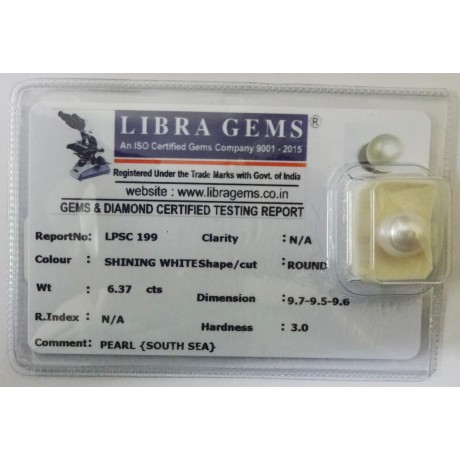 LIBRA GEMS ®
An ISO Certified Gems Company 9001 - 2015
Registered Under the Trade Marks with Govt. of India
website : www.libragems.co.in
GEMS & DIAMOND CERTIFIED TESTING REPORT
ReportNo: LPSC 199 Clarity : N/A
Colour : SHINING WHITE Shape/cut : ROUND
Wt : 6.37 cts Dimension : 9.7-9.5-9.6
R.Index : N/A Hardness : 3.0
Comment: PEARL {SOUTH SEA}